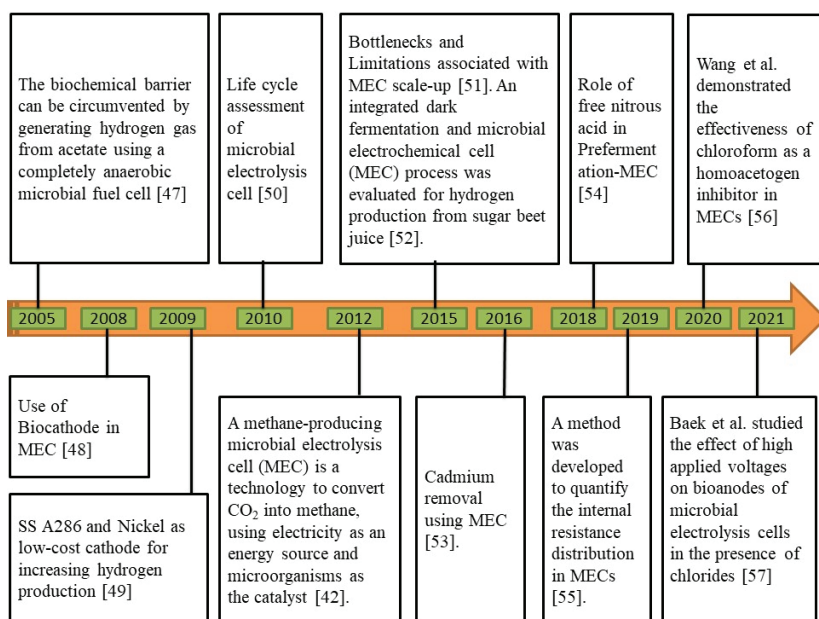 The biochemical barrier
can be circumvented by
generating hydrogen gas
from acetate using a
completely anaerobic
microbial fuel cell [47]
Life cycle
assessment
of
microbial
electrolysis
cell [50]
Bottlenecks and
Limitations associated with
MEC scale-up [51]. An
integrated dark
fermentation and microbial
electrochemical cell
(MEC) process was
evaluated for hydrogen
production from sugar beet
juice [52].
Role of
free nitrous
acid in
Preferment
ation-MEC
[54]
Wang et al.
demonstrated
the
effectiveness of
chloroform as a
homoacetogen
inhibitor in
MECs [56]
2005 2008 2009 2010 2012 2015 2016 2018 2019 2020 2021
Use of
Biocathode in
MEC [48]
SS A286 and Nickel as
low-cost cathode for
increasing hydrogen
production [49]
A methane-producing
microbial electrolysis
cell (MEC) is a
technology to convert
CO₂ into methane,
using electricity as an
energy source and
microorganisms as
the catalyst [42].
Cadmium
removal
using MEC
[53].
A method
was
developed to
quantify the
internal
resistance
distribution
in MECs
[55].
Baek et al. studied
the effect of high
applied voltages
on bioanodes of
microbial
electrolysis cells
in the presence of
chlorides [57]